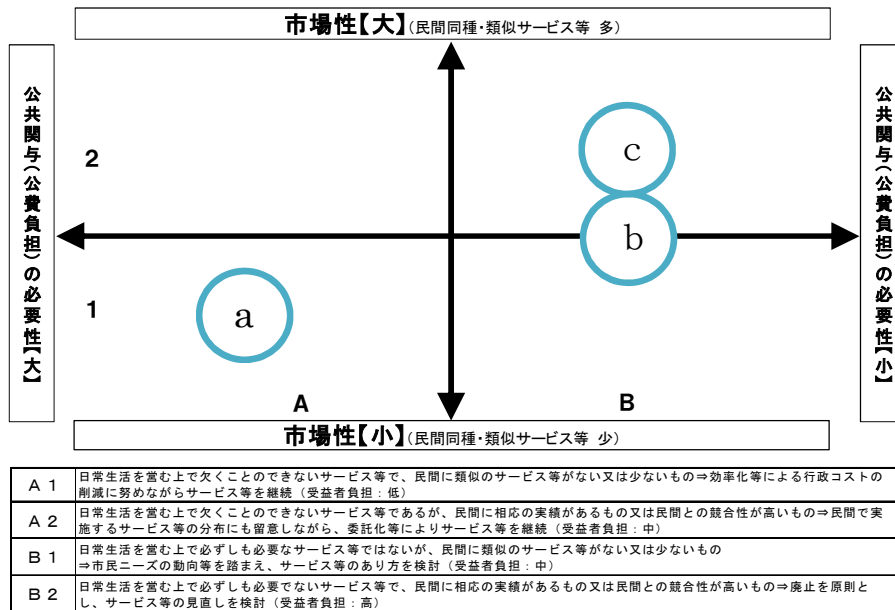 市場性【大】(民間同種・類似サービス等 多)
公共関与(公費負担)の必要性【大】
公共関与(公費負担)の必要性【小】
2
c
b
1
a
A
B
市場性【小】(民間同種・類似サービス等 少)
A 1
日常生活を営む上で欠くことのできないサービス等で、民間に類似のサービス等がない又は少ないもの⇒効率化等による行政コストの
削減に努めながらサービス等を継続(受益者負担:低)
A 2
日常生活を営む上で欠くことのできないサービス等であるが、民間に相応の実績があるもの又は民間との競合性が高いもの⇒民間で実
施するサービス等の分布にも留意しながら、委託化等によりサービス等を継続(受益者負担:中)
B 1
日常生活を営む上で必ずしも必要なサービス等ではないが、民間に類似のサービス等がない又は少ないもの
⇒市民ニーズの動向等を踏まえ、サービス等のあり方を検討(受益者負担:中)
B 2
日常生活を営む上で必ずしも必要でないサービス等で、民間に相応の実績があるもの又は民間との競合性が高いもの⇒廃止を原則と
し、サービス等の見直しを検討(受益者負担:高)